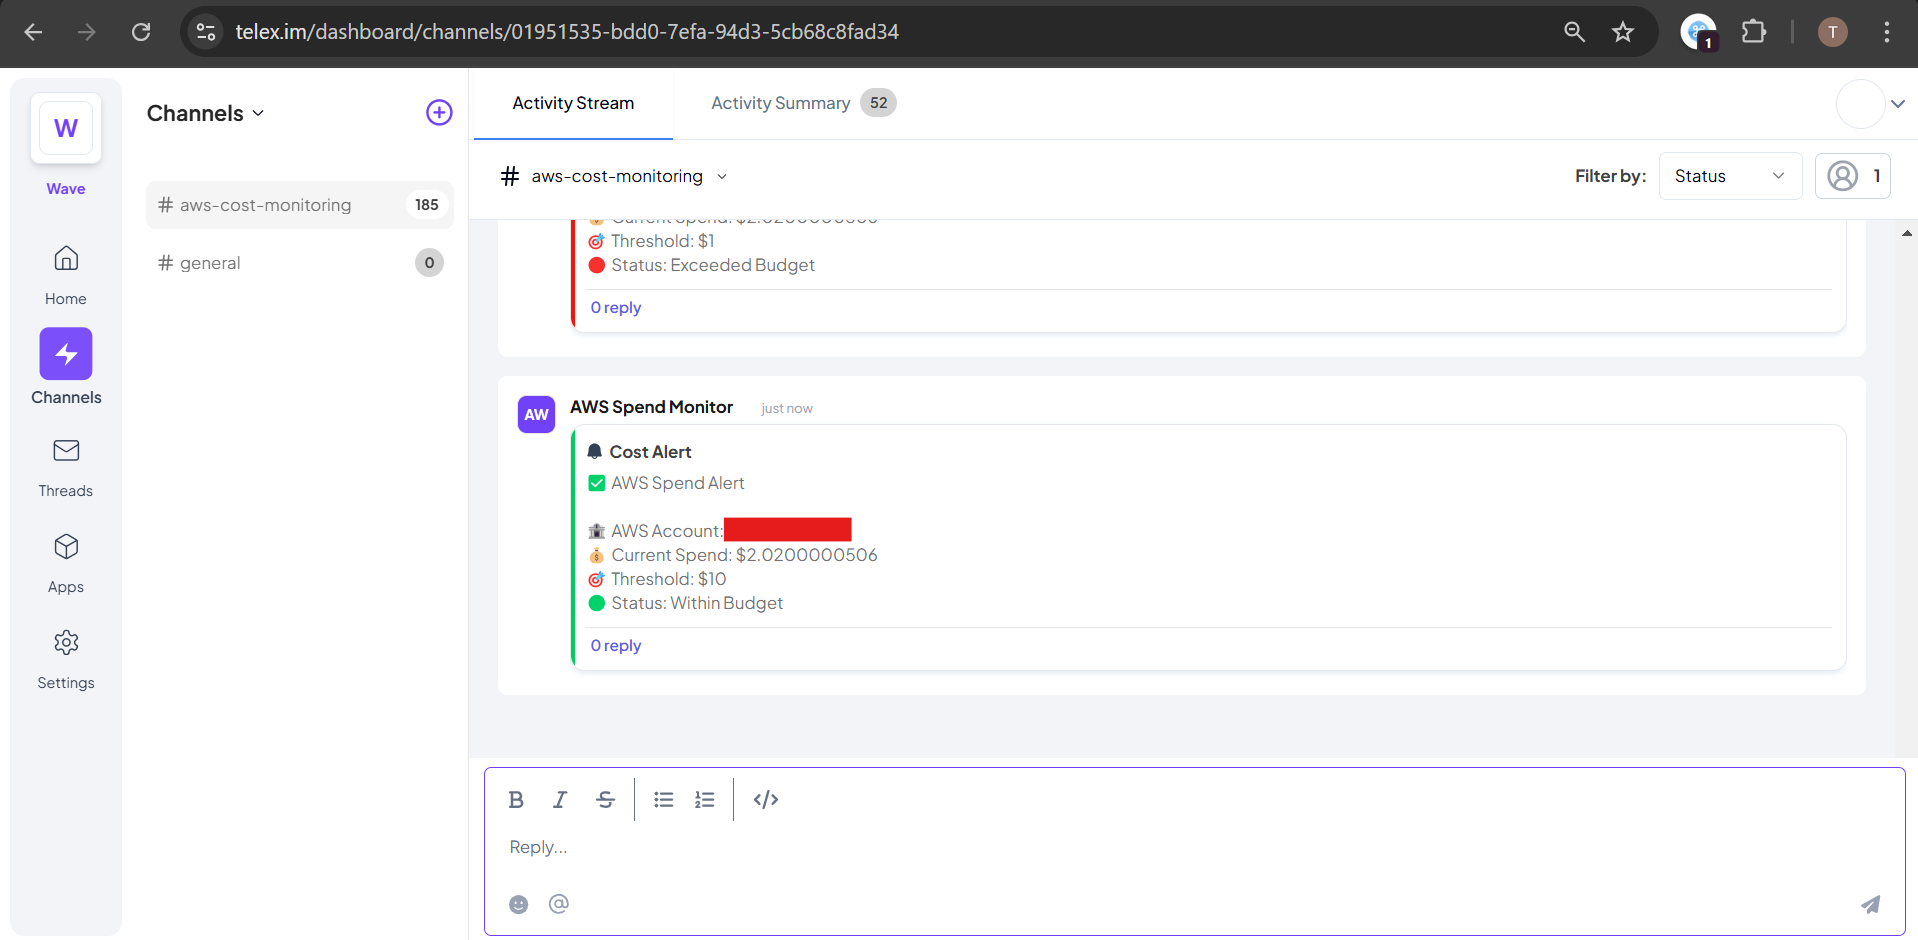 telex.im/dashboard/channels/01951535-bdd0-7efa-94d3-5cb68c8fad34
1
T
W
Wave
Home
Channels
Threads
Apps
Settings
Channels
# aws-cost-monitoring 185
# general 0
Activity Stream
Activity Summary 52
# aws-cost-monitoring
Filter by: Status 1
Threshold: $1
Status: Exceeded Budget
0 reply
AW
AWS Spend Monitor just now
Cost Alert
AWS Spend Alert
AWS Account:
Current Spend: $2.0200000506
Threshold: $10
Status: Within Budget
0 reply
Reply...